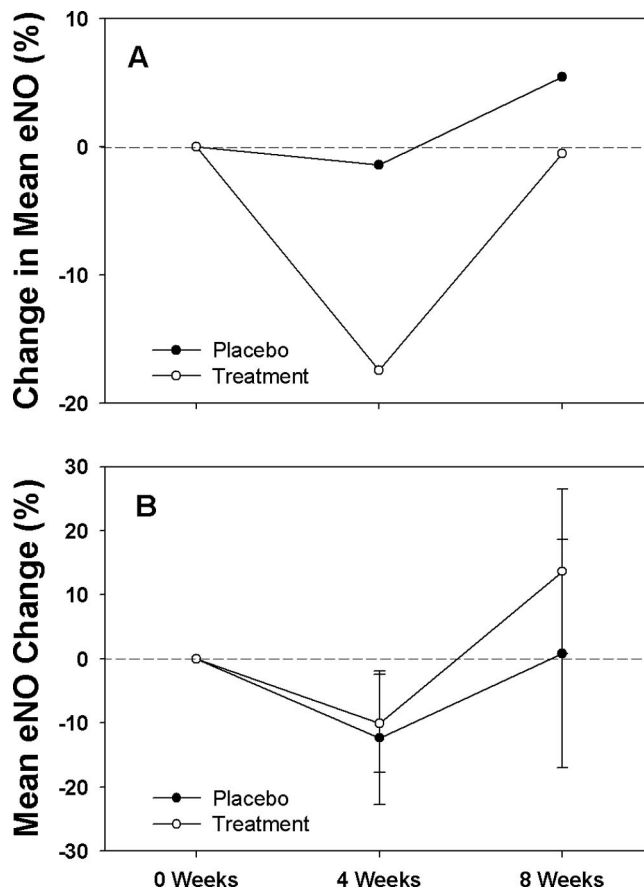 Change in Mean eNO (%)
10
0
-10
-20
A
Placebo
Treatment
Mean eNO Change (%)
30
20
10
0
-10
-20
-30
B
Placebo
Treatment
0 Weeks 4 Weeks 8 Weeks